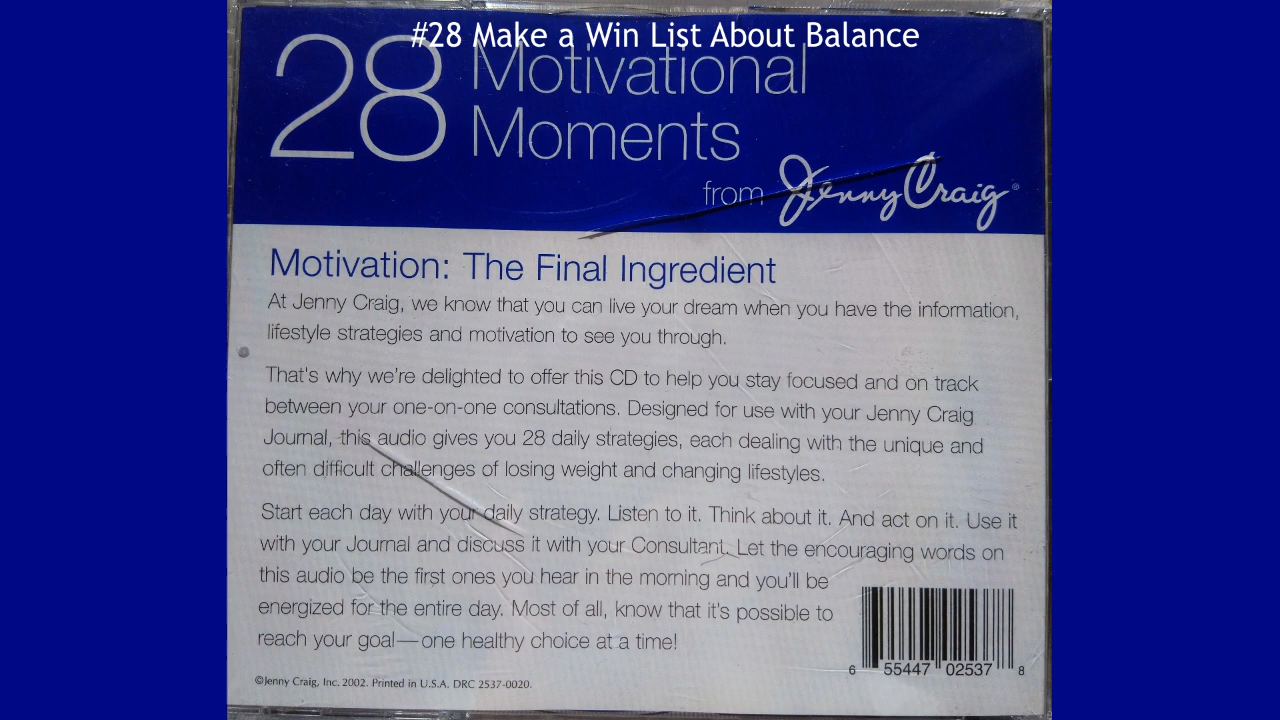 #28 Make a Win List About Balance
28 Motivational
Moments
from Jenny Craig®
Motivation: The Final Ingredient
At Jenny Craig, we know that you can live your dream when you have the information,
lifestyle strategies and motivation to see you through.
That's why we're delighted to offer this CD to help you stay focused and on track
between your one-on-one consultations. Designed for use with your Jenny Craig
Journal, this audio gives you 28 daily strategies, each dealing with the unique and
often difficult challenges of losing weight and changing lifestyles.
Start each day with your daily strategy. Listen to it. Think about it. And act on it. Use it
with your Journal and discuss it with your Consultant. Let the encouraging words on
this audio be the first ones you hear in the morning and you'll be
energized for the entire day. Most of all, know that it's possible to
reach your goal—one healthy choice at a time!
6 55447 02537 8
©Jenny Craig, Inc. 2002. Printed in U.S.A. DRC 2537-0020.